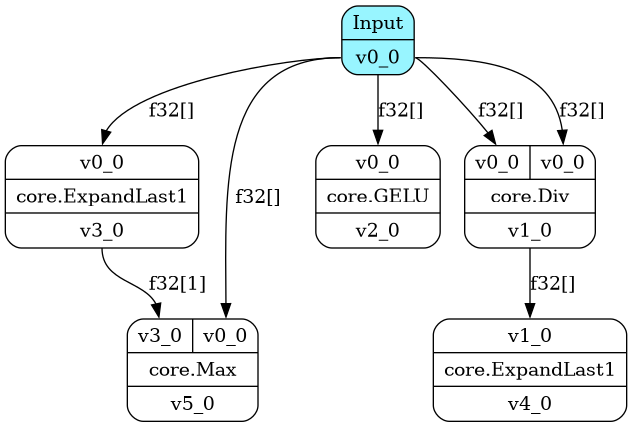 Input
v0_0
f32[]
f32[]
f32[]
f32[]
f32[]
v0_0
core.ExpandLast1
v3_0
v0_0
core.GELU
v2_0
v0_0 v0_0
core.Div
v1_0
f32[1]
f32[]
v3_0 v0_0
core.Max
v5_0
v1_0
core.ExpandLast1
v4_0